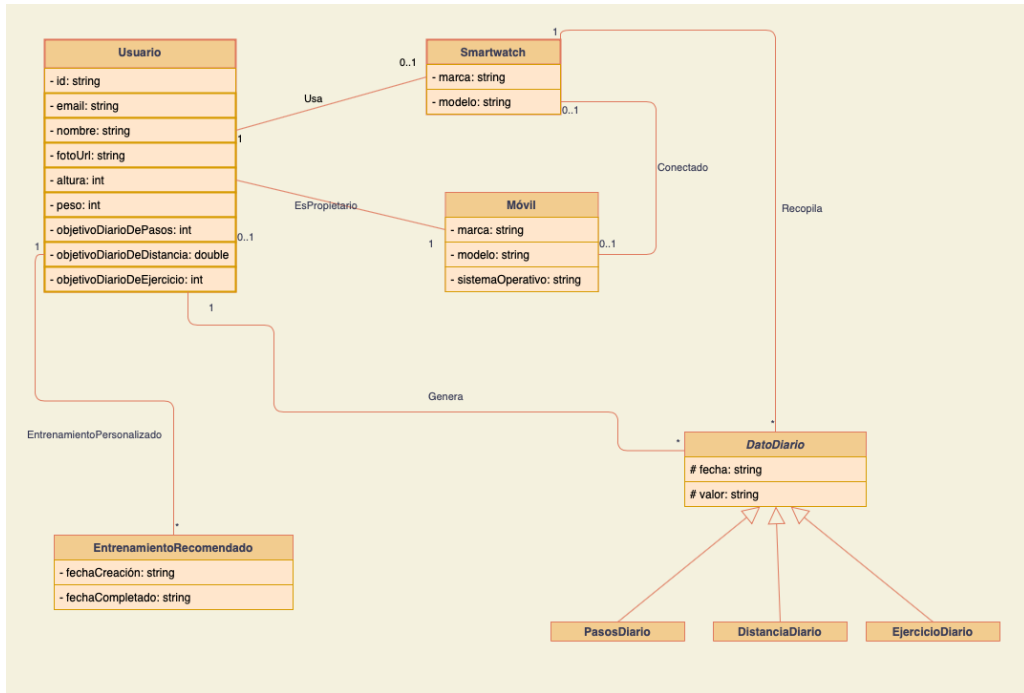 Usuario
- id: string
- email: string
- nombre: string
- fotoUrl: string
- altura: int
- peso: int
- objetivoDiarioDePasos: int
- objetivoDiarioDeDistancia: double
- objetivoDiarioDeEjercicio: int
Usa
1
0..1
Smartwatch
- marca: string
- modelo: string
1
0..1
Conectado
Recopila
EsPropietario
0..1
1
Móvil
- marca: string
- modelo: string
- sistemaOperativo: string
0..1
1
1
Genera
*
*
EntrenamientoPersonalizado
*
DatoDiario
# fecha: string
# valor: string
EntrenamientoRecomendado
- fechaCreación: string
- fechaCompletado: string
PasosDiario
DistanciaDiario
EjercicioDiario